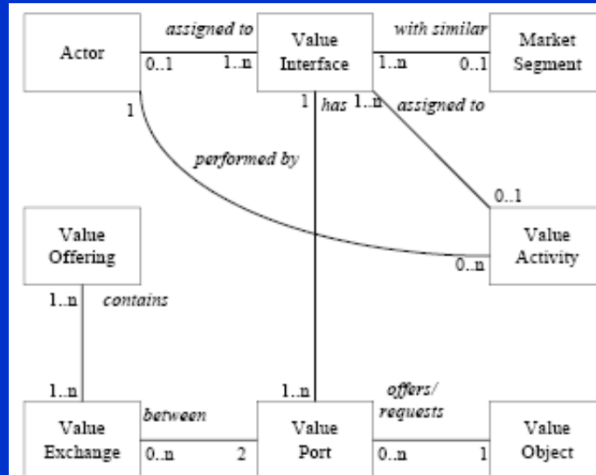 Actor
assigned to
0..1
1..n
Value
Interface
with similar
1..n
0..1
Market
Segment
1
1
has
1..n
assigned to
performed by
0..1
Value
Offering
0..n
Value
Activity
1..n
contains
1..n
1..n
offers/
requests
Value
Exchange
between
0..n
2
Value
Port
0..n
1
Value
Object